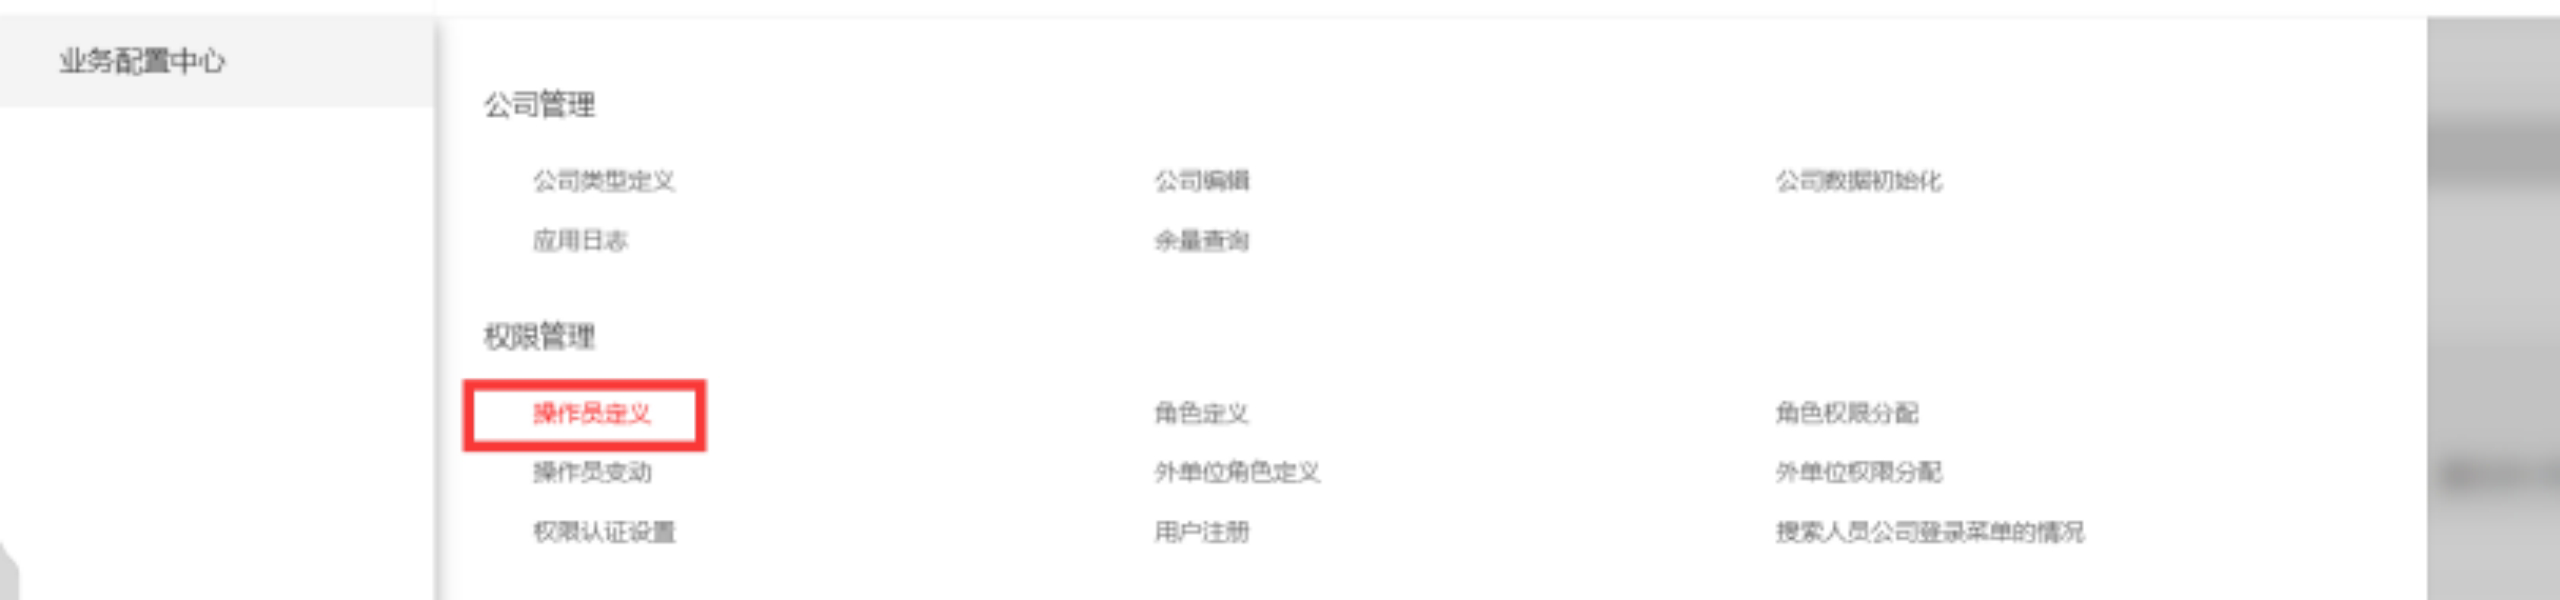 业务配置中心
公司管理
公司类型定义 公司编辑 公司数据初始化
应用日志 余量查询
权限管理
操作员定义 角色定义 角色权限分配
操作员变动 外单位角色定义 外单位权限分配
权限认证设置 用户注册 搜索人员公司登录菜单的情况